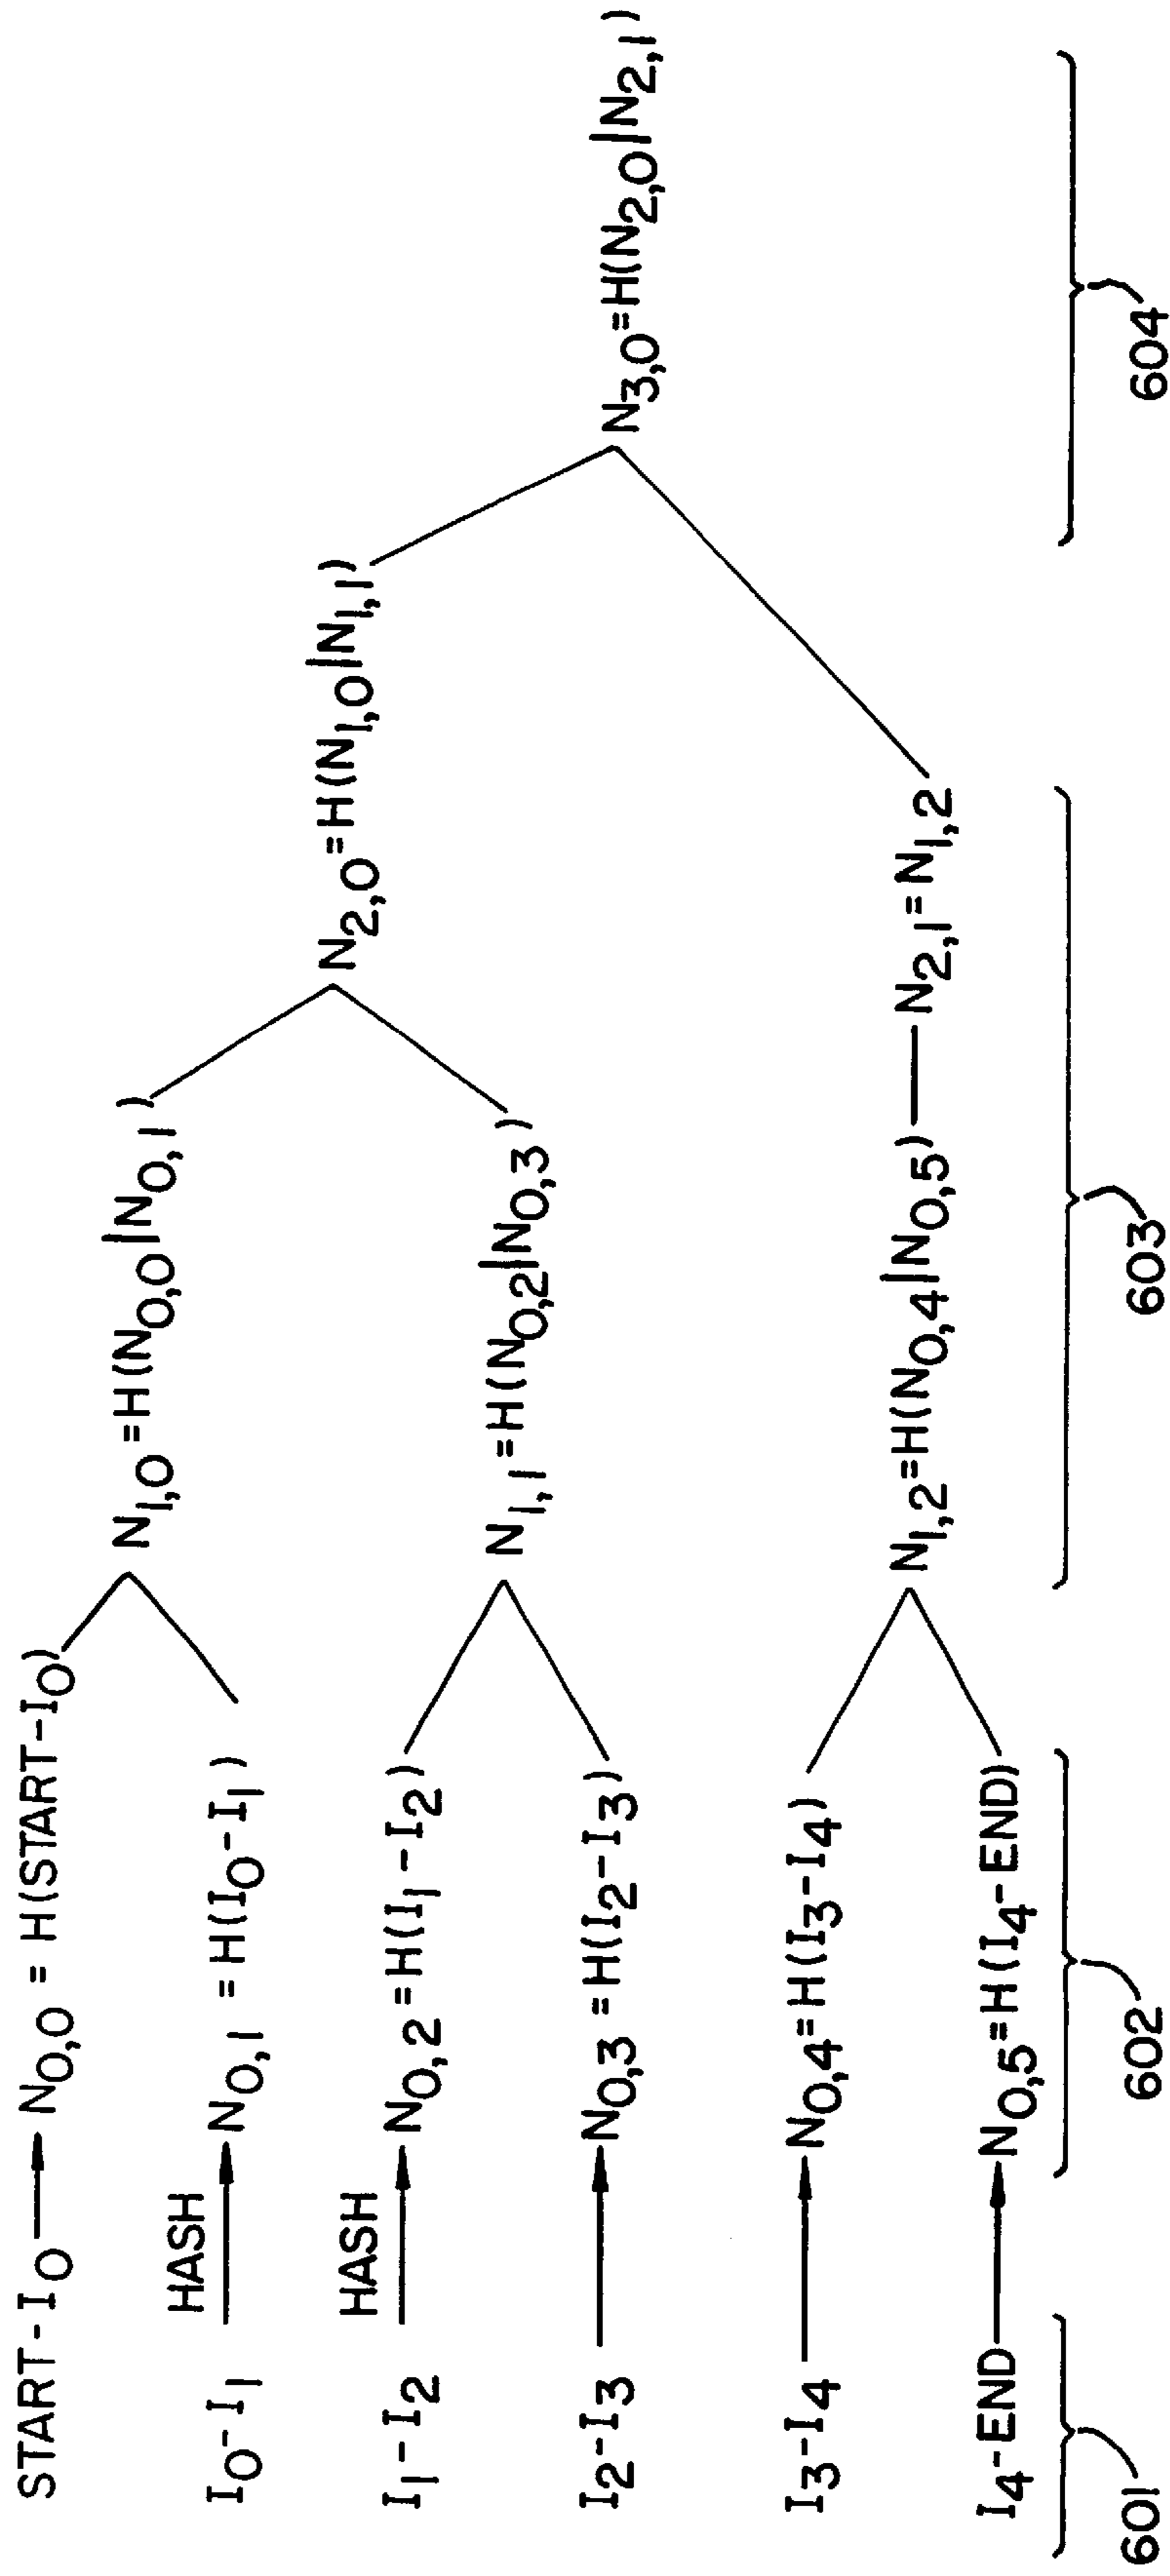 START-I0 → N0,0 = H(START-I0)
I0-I1 HASH → N0,1 = H(I0-I1)
N1,0=H(N0,0|N0,1)
I1-I2 HASH → N0,2=H(I1-I2)
N2,0=H(N1,0|N1,1)
N1,1=H(N0,2|N0,3)
I2-I3 → N0,3=H(I2-I3)
N3,0=H(N2,0|N2,1)
I3-I4 → N0,4=H(I3-I4)
N1,2=H(N0,4|N0,5) — N2,1=N1,2
I4-END → N0,5=H(I4-END)
601
602
603
604